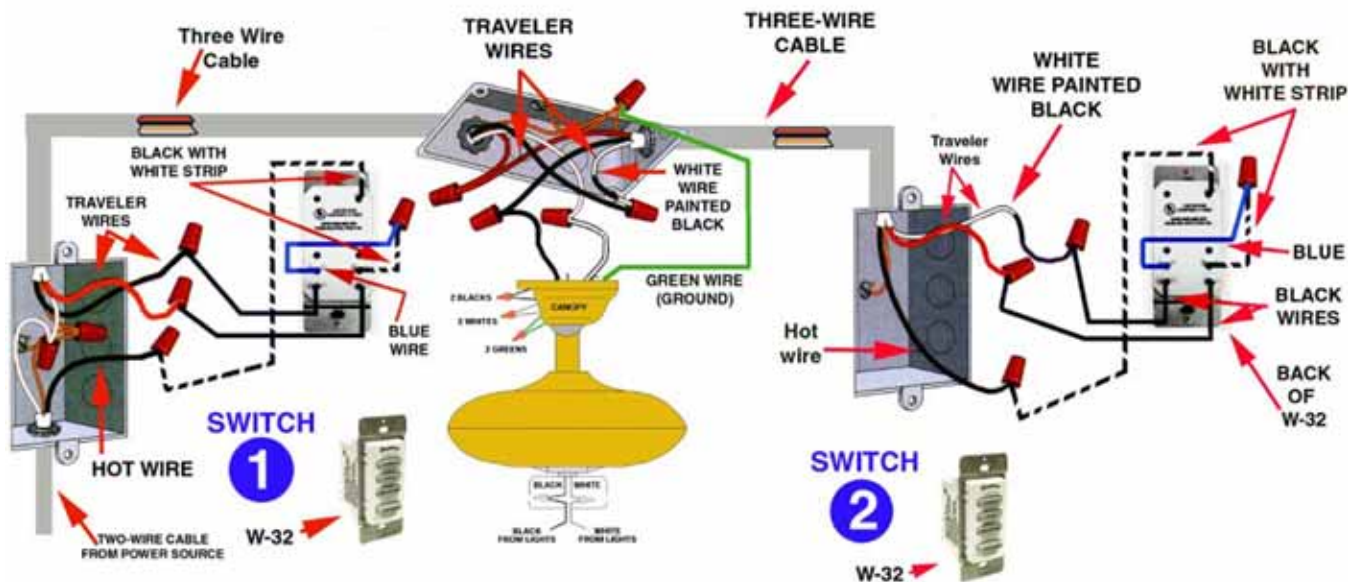 Three Wire
Cable
TRAVELER
WIRES
THREE-WIRE
CABLE
WHITE
WIRE PAINTED
BLACK
BLACK
WITH
WHITE STRIP
BLACK WITH
WHITE STRIP
TRAVELER
WIRES
WHITE
WIRE
PAINTED
BLACK
Traveler
Wires
BLUE
GREEN WIRE
(GROUND)
2 BLACKS
CANOPY
2 WHITES
3 GREENS
BLUE
WIRE
BLACK
WIRES
Hot
wire
BACK
OF
W-32
HOT WIRE
SWITCH
1
W-32
TWO-WIRE CABLE
FROM POWER SOURCE
BLACK
WHITE
BLACK
FROM LIGHTS
WHITE
FROM LIGHTS
SWITCH
2
W-32